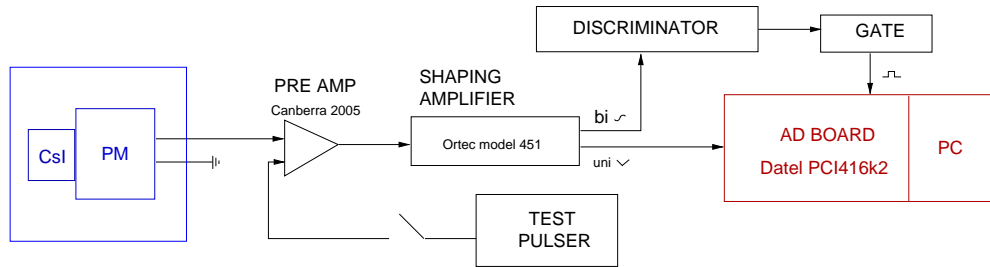 DISCRIMINATOR
GATE
PRE AMP
Canberra 2005
SHAPING
AMPLIFIER
bi
CsI
PM
Ortec model 451
uni
AD BOARD
Datel PCI416k2
PC
TEST
PULSER